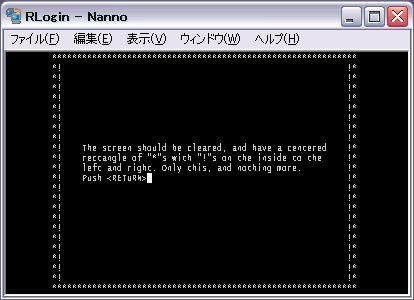 RLogin - Nanno
ファイル(F) 編集(E) 表示(V) ウィンドウ(W) ヘルプ(H)
The screen should be cleared, and have a centered
rectangle of "*"s with "!"s on the inside to the
left and right. Only this, and nothing more.
Push <RETURN>